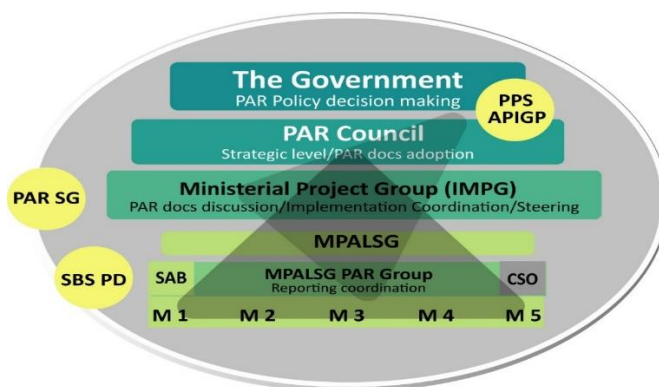 The Government
PAR Policy decision making
PPS
APIGP
PAR Council
Strategic level/PAR docs adoption
PAR SG
Ministerial Project Group (IMPG)
PAR docs discussion/Implementation Coordination/Steering
MPALSG
SBS PD
SAB
MPALSG PAR Group
Reporting coordination
CSO
M 1 M 2 M 3 M 4 M 5